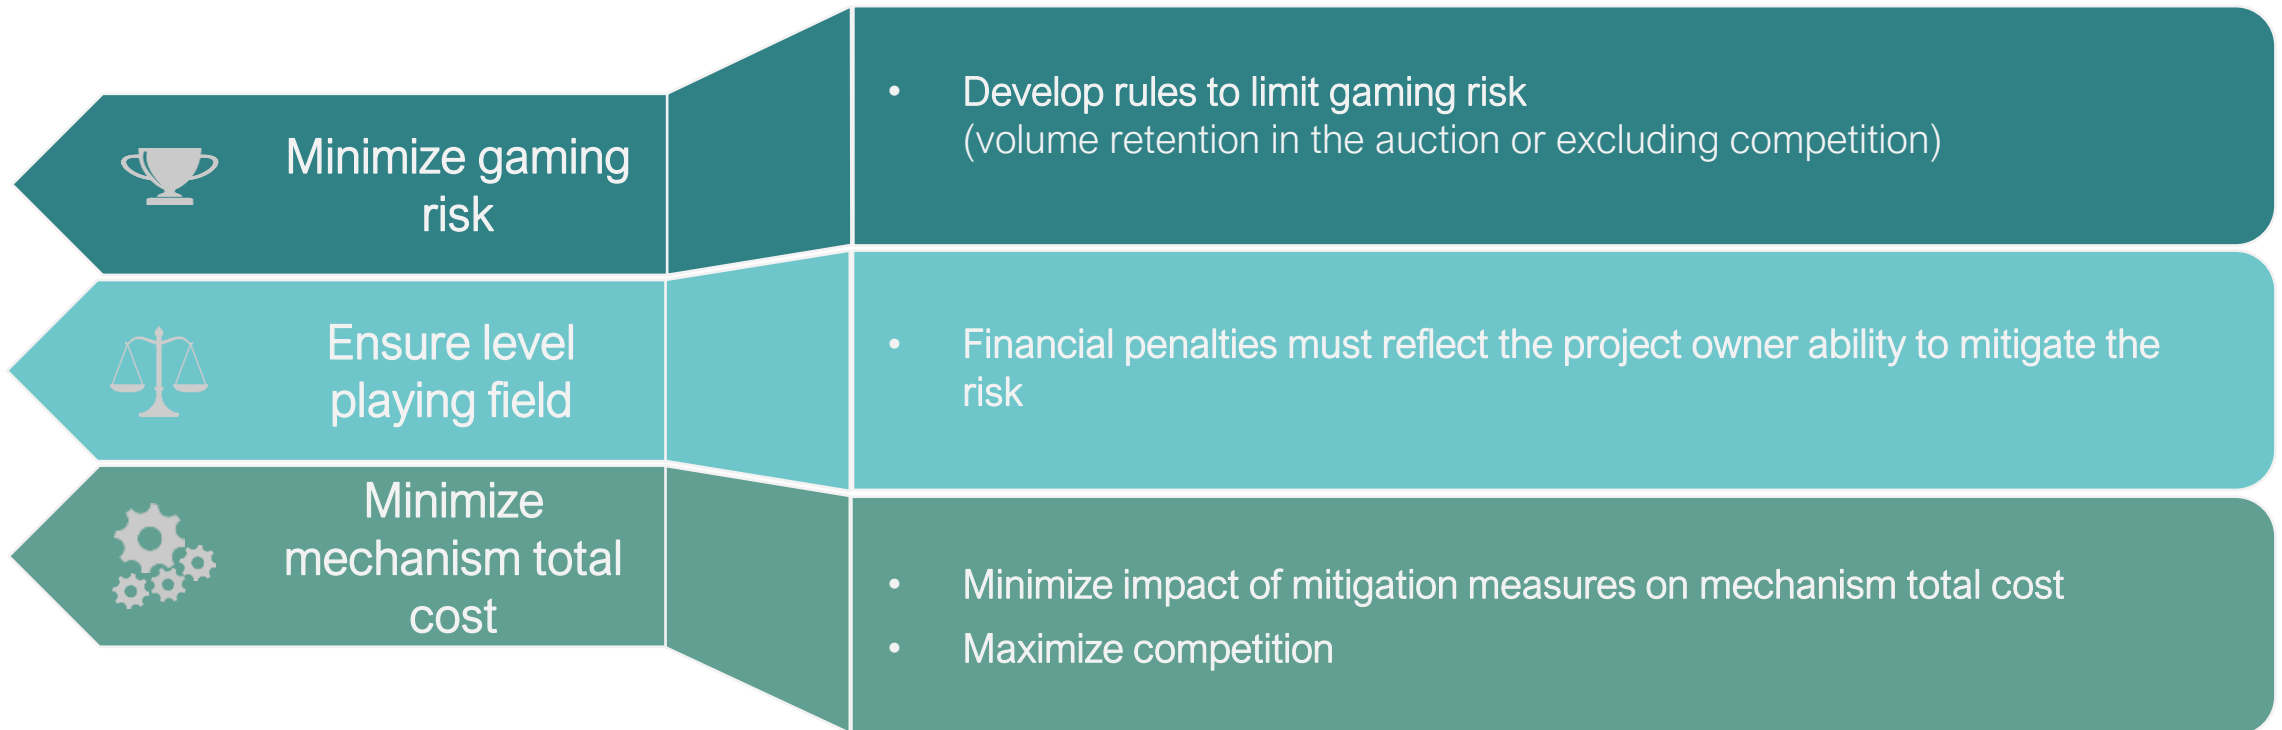 Minimize gaming
risk
• Develop rules to limit gaming risk
(volume retention in the auction or excluding competition)
Ensure level
playing field
• Financial penalties must reflect the project owner ability to mitigate the
risk
Minimize
mechanism total
cost
• Minimize impact of mitigation measures on mechanism total cost
• Maximize competition